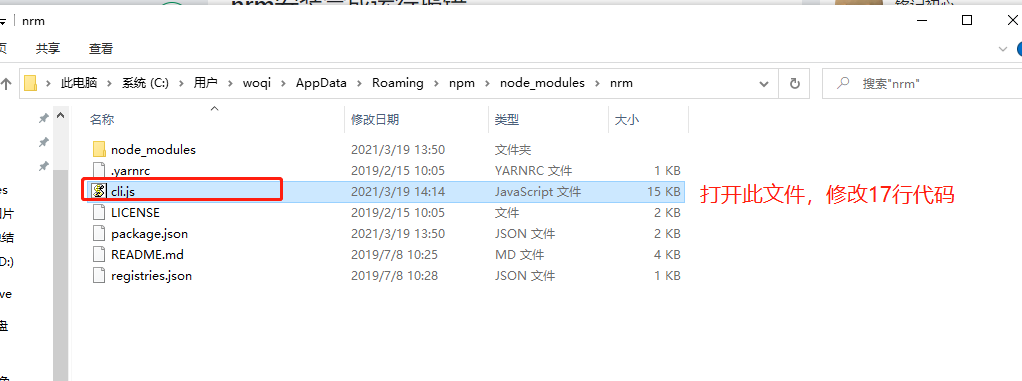 nrm
共享 查看
此电脑 › 系统 (C:) › 用户 › woqi › AppData › Roaming › npm › node_modules › nrm
搜索"nrm"
名称 修改日期 类型 大小
node_modules 2021/3/19 13:50 文件夹
.yarnrc 2019/2/15 10:05 YARNRC 文件 1 KB
cli.js 2021/3/19 14:14 JavaScript 文件 15 KB
打开此文件，修改17行代码
LICENSE 2019/2/15 10:05 文件 2 KB
package.json 2021/3/19 13:50 JSON 文件 2 KB
README.md 2019/7/8 10:25 MD 文件 4 KB
registries.json 2019/7/8 10:28 JSON 文件 1 KB
es
图片
总结
D:)
ve
盘